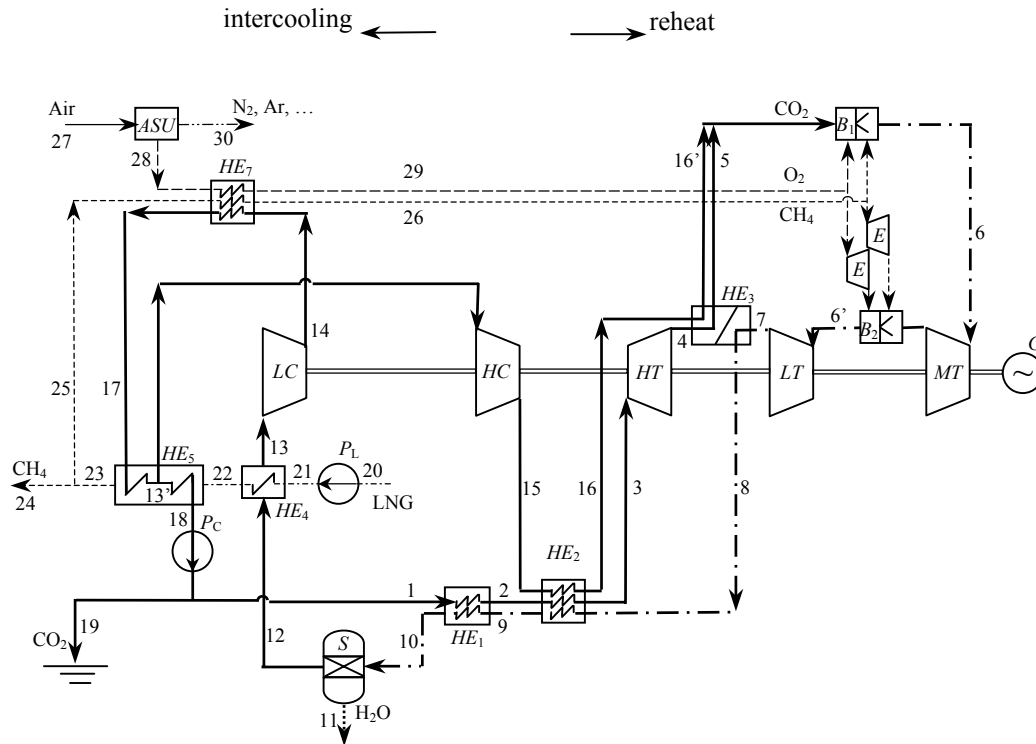 intercooling
reheat
Air
27
ASU
N₂, Ar, …
30
28
HE₇
29
O₂
26
CH₄
CO₂
B₁
16’
5
6
E
E
HE₃
7
6’
B₂
4
14
25
17
LC
HC
HT
LT
MT
G
~
13
HE₅
P_L
CH₄
23
22
21
20
24
13’
HE₄
LNG
18
P_C
15
16
3
8
HE₂
1
2
9
HE₁
19
CO₂
12
10
S
11
H₂O